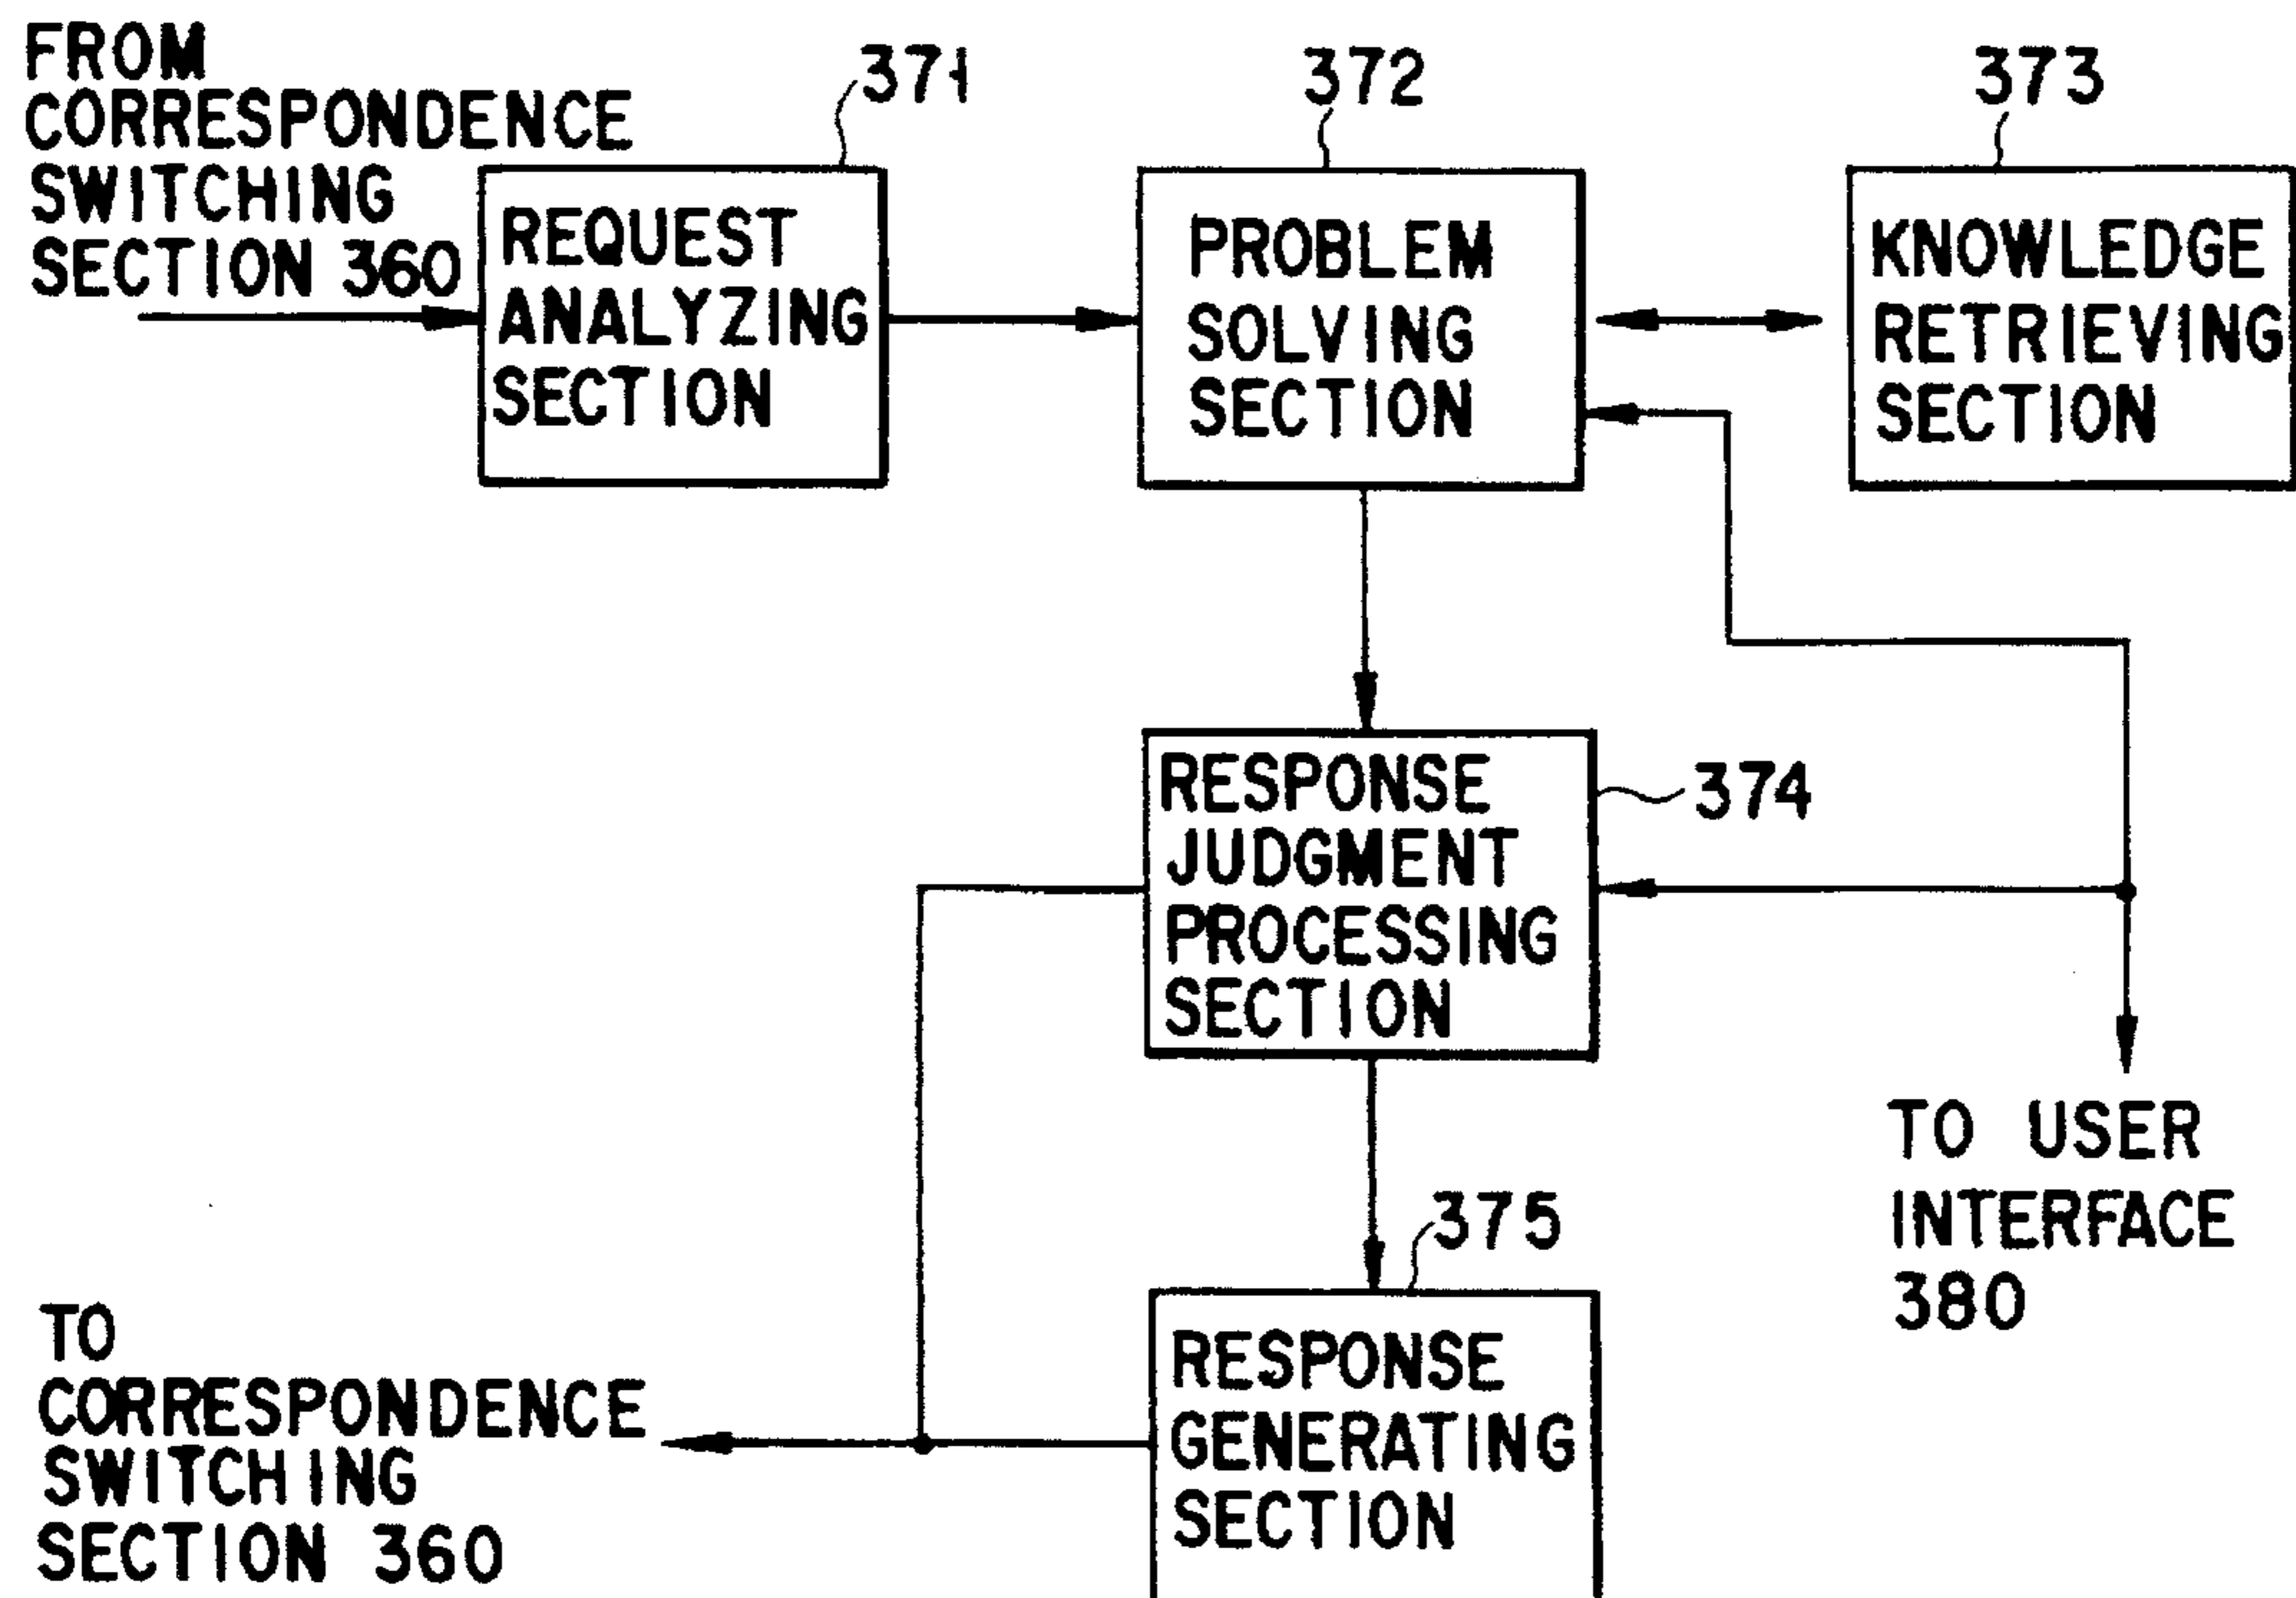 FROM
CORRESPONDENCE
SWITCHING
SECTION 360
371
REQUEST
ANALYZING
SECTION
372
PROBLEM
SOLVING
SECTION
373
KNOWLEDGE
RETRIEVING
SECTION
RESPONSE
JUDGMENT
PROCESSING
SECTION
374
TO USER
INTERFACE
380
375
RESPONSE
GENERATING
SECTION
TO
CORRESPONDENCE
SWITCHING
SECTION 360